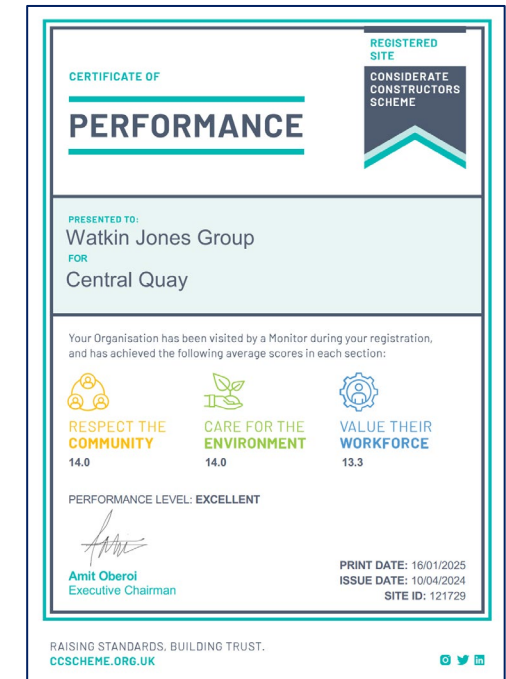 REGISTERED
SITE
CONSIDERATE
CONSTRUCTORS
SCHEME
CERTIFICATE OF
PERFORMANCE
PRESENTED TO:
Watkin Jones Group
FOR
Central Quay
Your Organisation has been visited by a Monitor during your registration,
and has achieved the following average scores in each section:
RESPECT THE
COMMUNITY
14.0
CARE FOR THE
ENVIRONMENT
14.0
VALUE THEIR
WORKFORCE
13.3
PERFORMANCE LEVEL: EXCELLENT
Amit Oberoi
Executive Chairman
PRINT DATE: 16/01/2025
ISSUE DATE: 10/04/2024
SITE ID: 121729
RAISING STANDARDS, BUILDING TRUST.
CCSCHEME.ORG.UK